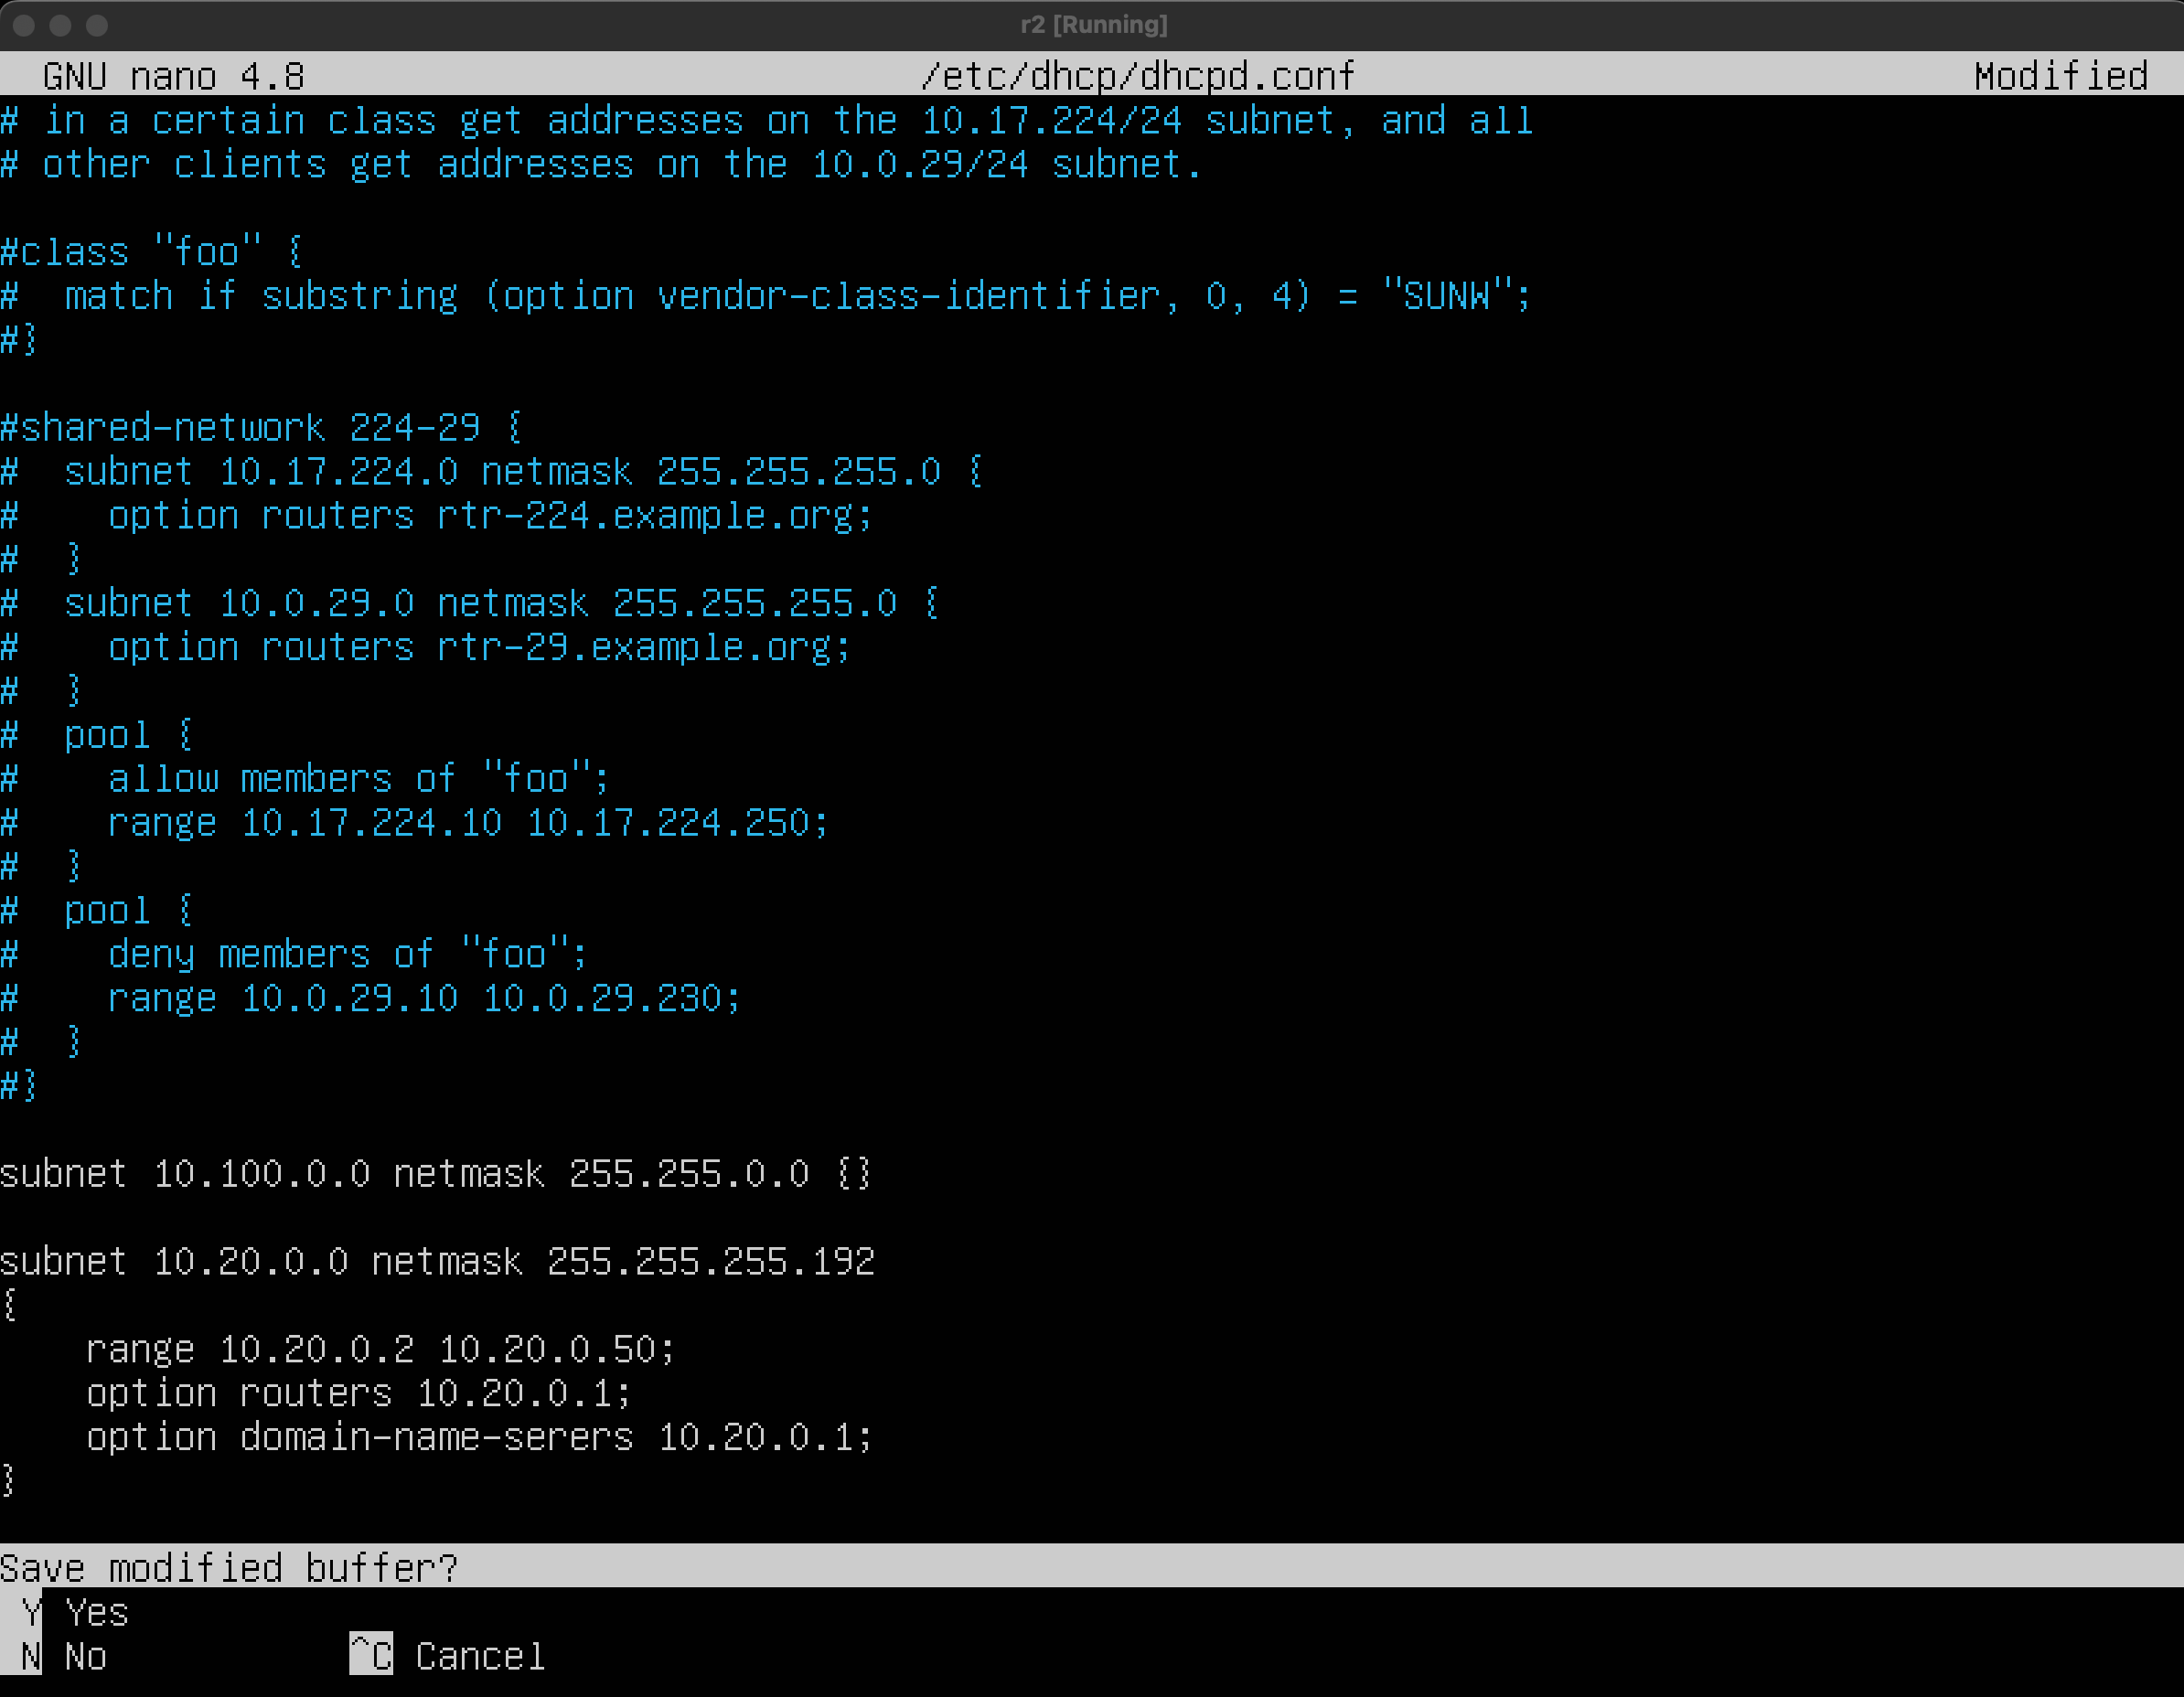 r2 [Running]
GNU nano 4.8 /etc/dhcp/dhcpd.conf Modified
# in a certain class get addresses on the 10.17.224/24 subnet, and all
# other clients get addresses on the 10.0.29/24 subnet.
#class "foo" {
#  match if substring (option vendor-class-identifier, 0, 4) = "SUNW";
#}
#shared-network 224-29 {
#  subnet 10.17.224.0 netmask 255.255.255.0 {
#    option routers rtr-224.example.org;
#  }
#  subnet 10.0.29.0 netmask 255.255.255.0 {
#    option routers rtr-29.example.org;
#  }
#  pool {
#    allow members of "foo";
#    range 10.17.224.10 10.17.224.250;
#  }
#  pool {
#    deny members of "foo";
#    range 10.0.29.10 10.0.29.230;
#  }
#}
subnet 10.100.0.0 netmask 255.255.0.0 {}
subnet 10.20.0.0 netmask 255.255.255.192
{
    range 10.20.0.2 10.20.0.50;
    option routers 10.20.0.1;
    option domain-name-serers 10.20.0.1;
}
Save modified buffer?
Y Yes
N No ^C Cancel